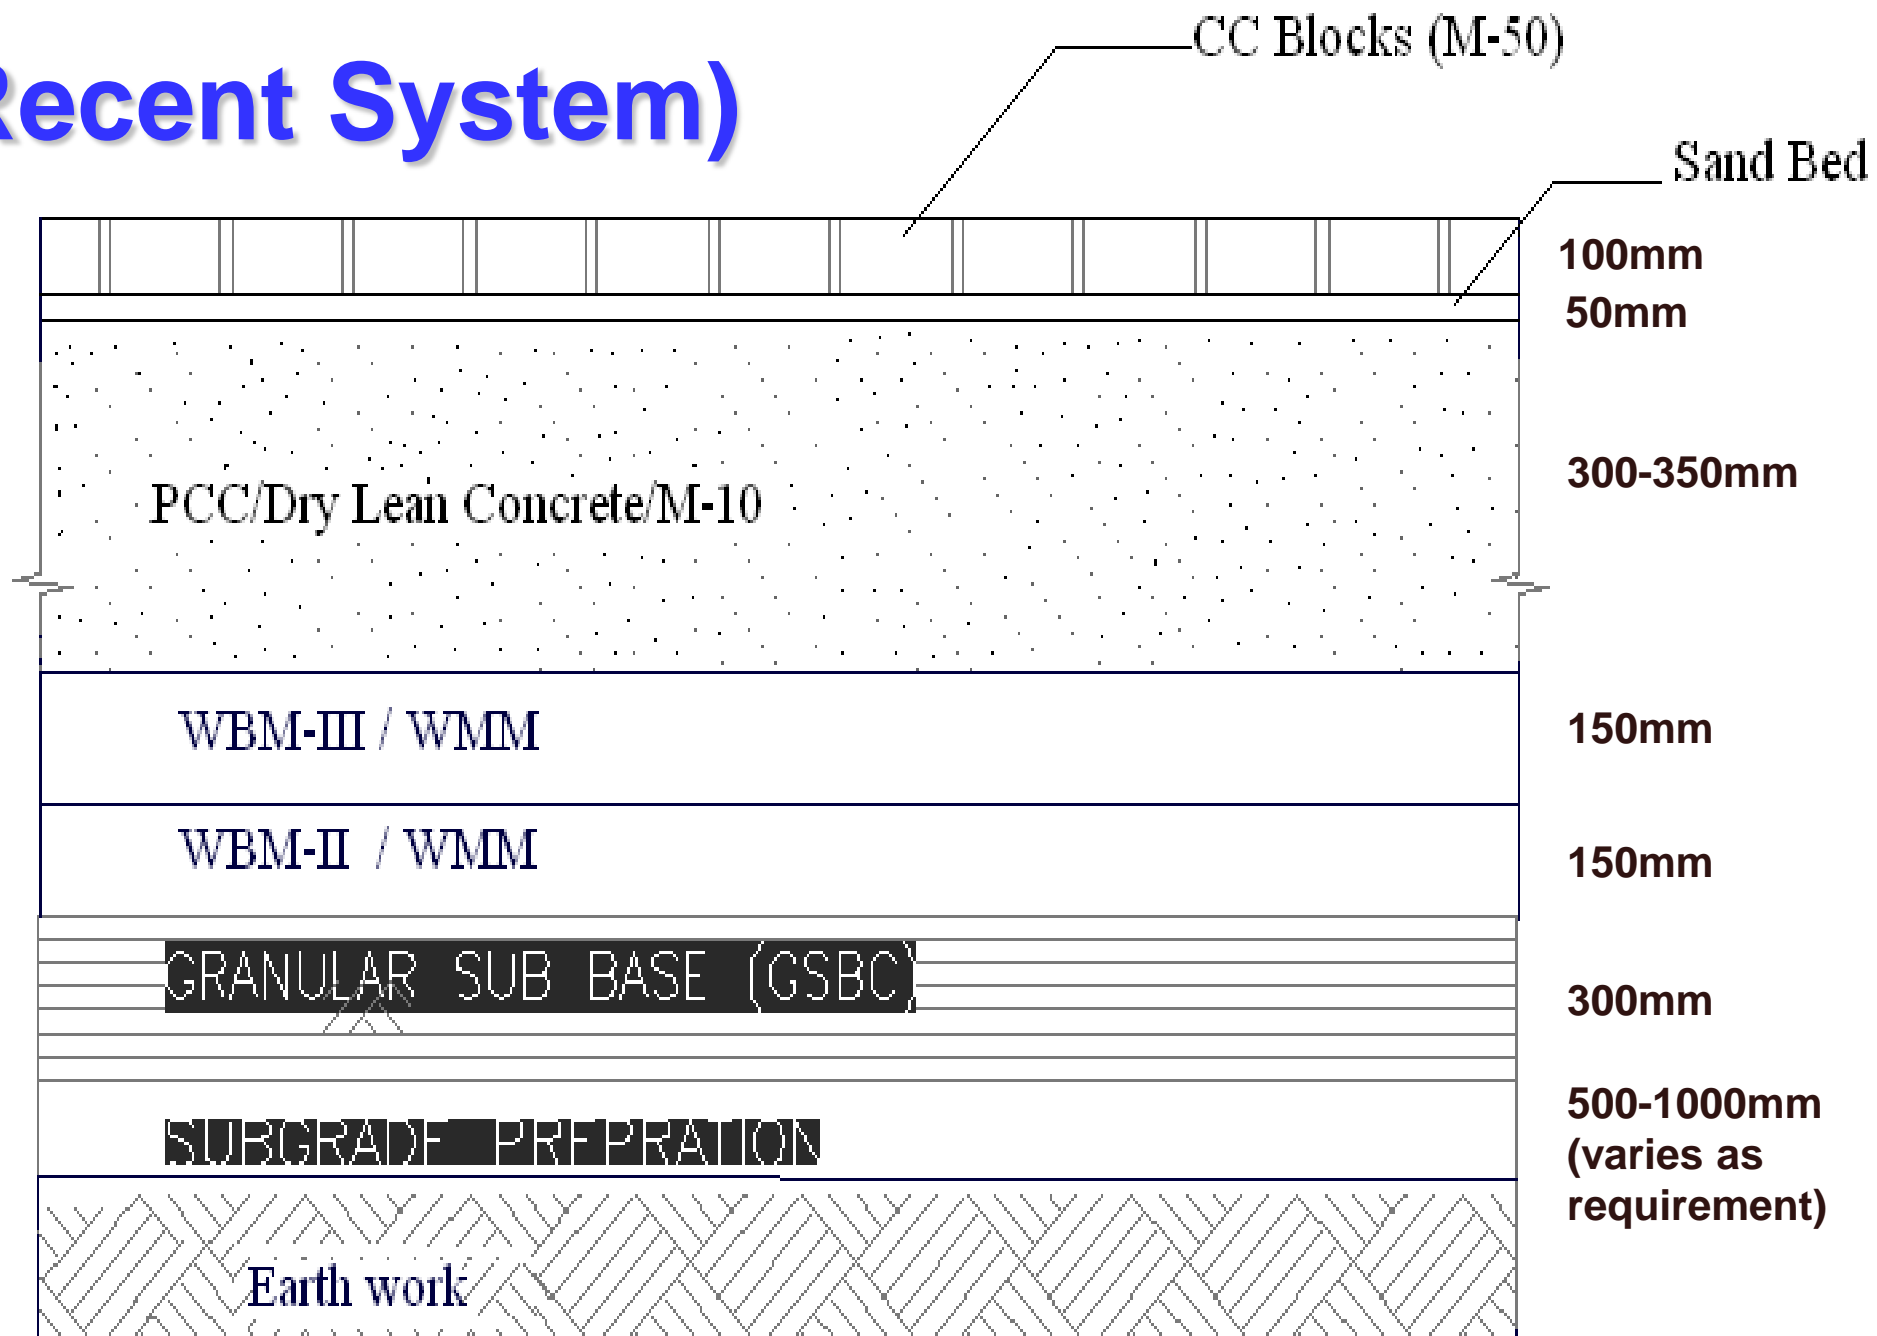 CC Blocks (M-50)
Recent System)
Sand Bed
100mm
50mm
300-350mm
PCC/Dry Lean Concrete/M-10
WBM-III / WMM
150mm
WBM-II / WMM
150mm
GRANULAR SUB BASE (GSBC)
300mm
500-1000mm
(varies as
requirement)
SUBGRADE PREPRATION
Earth work